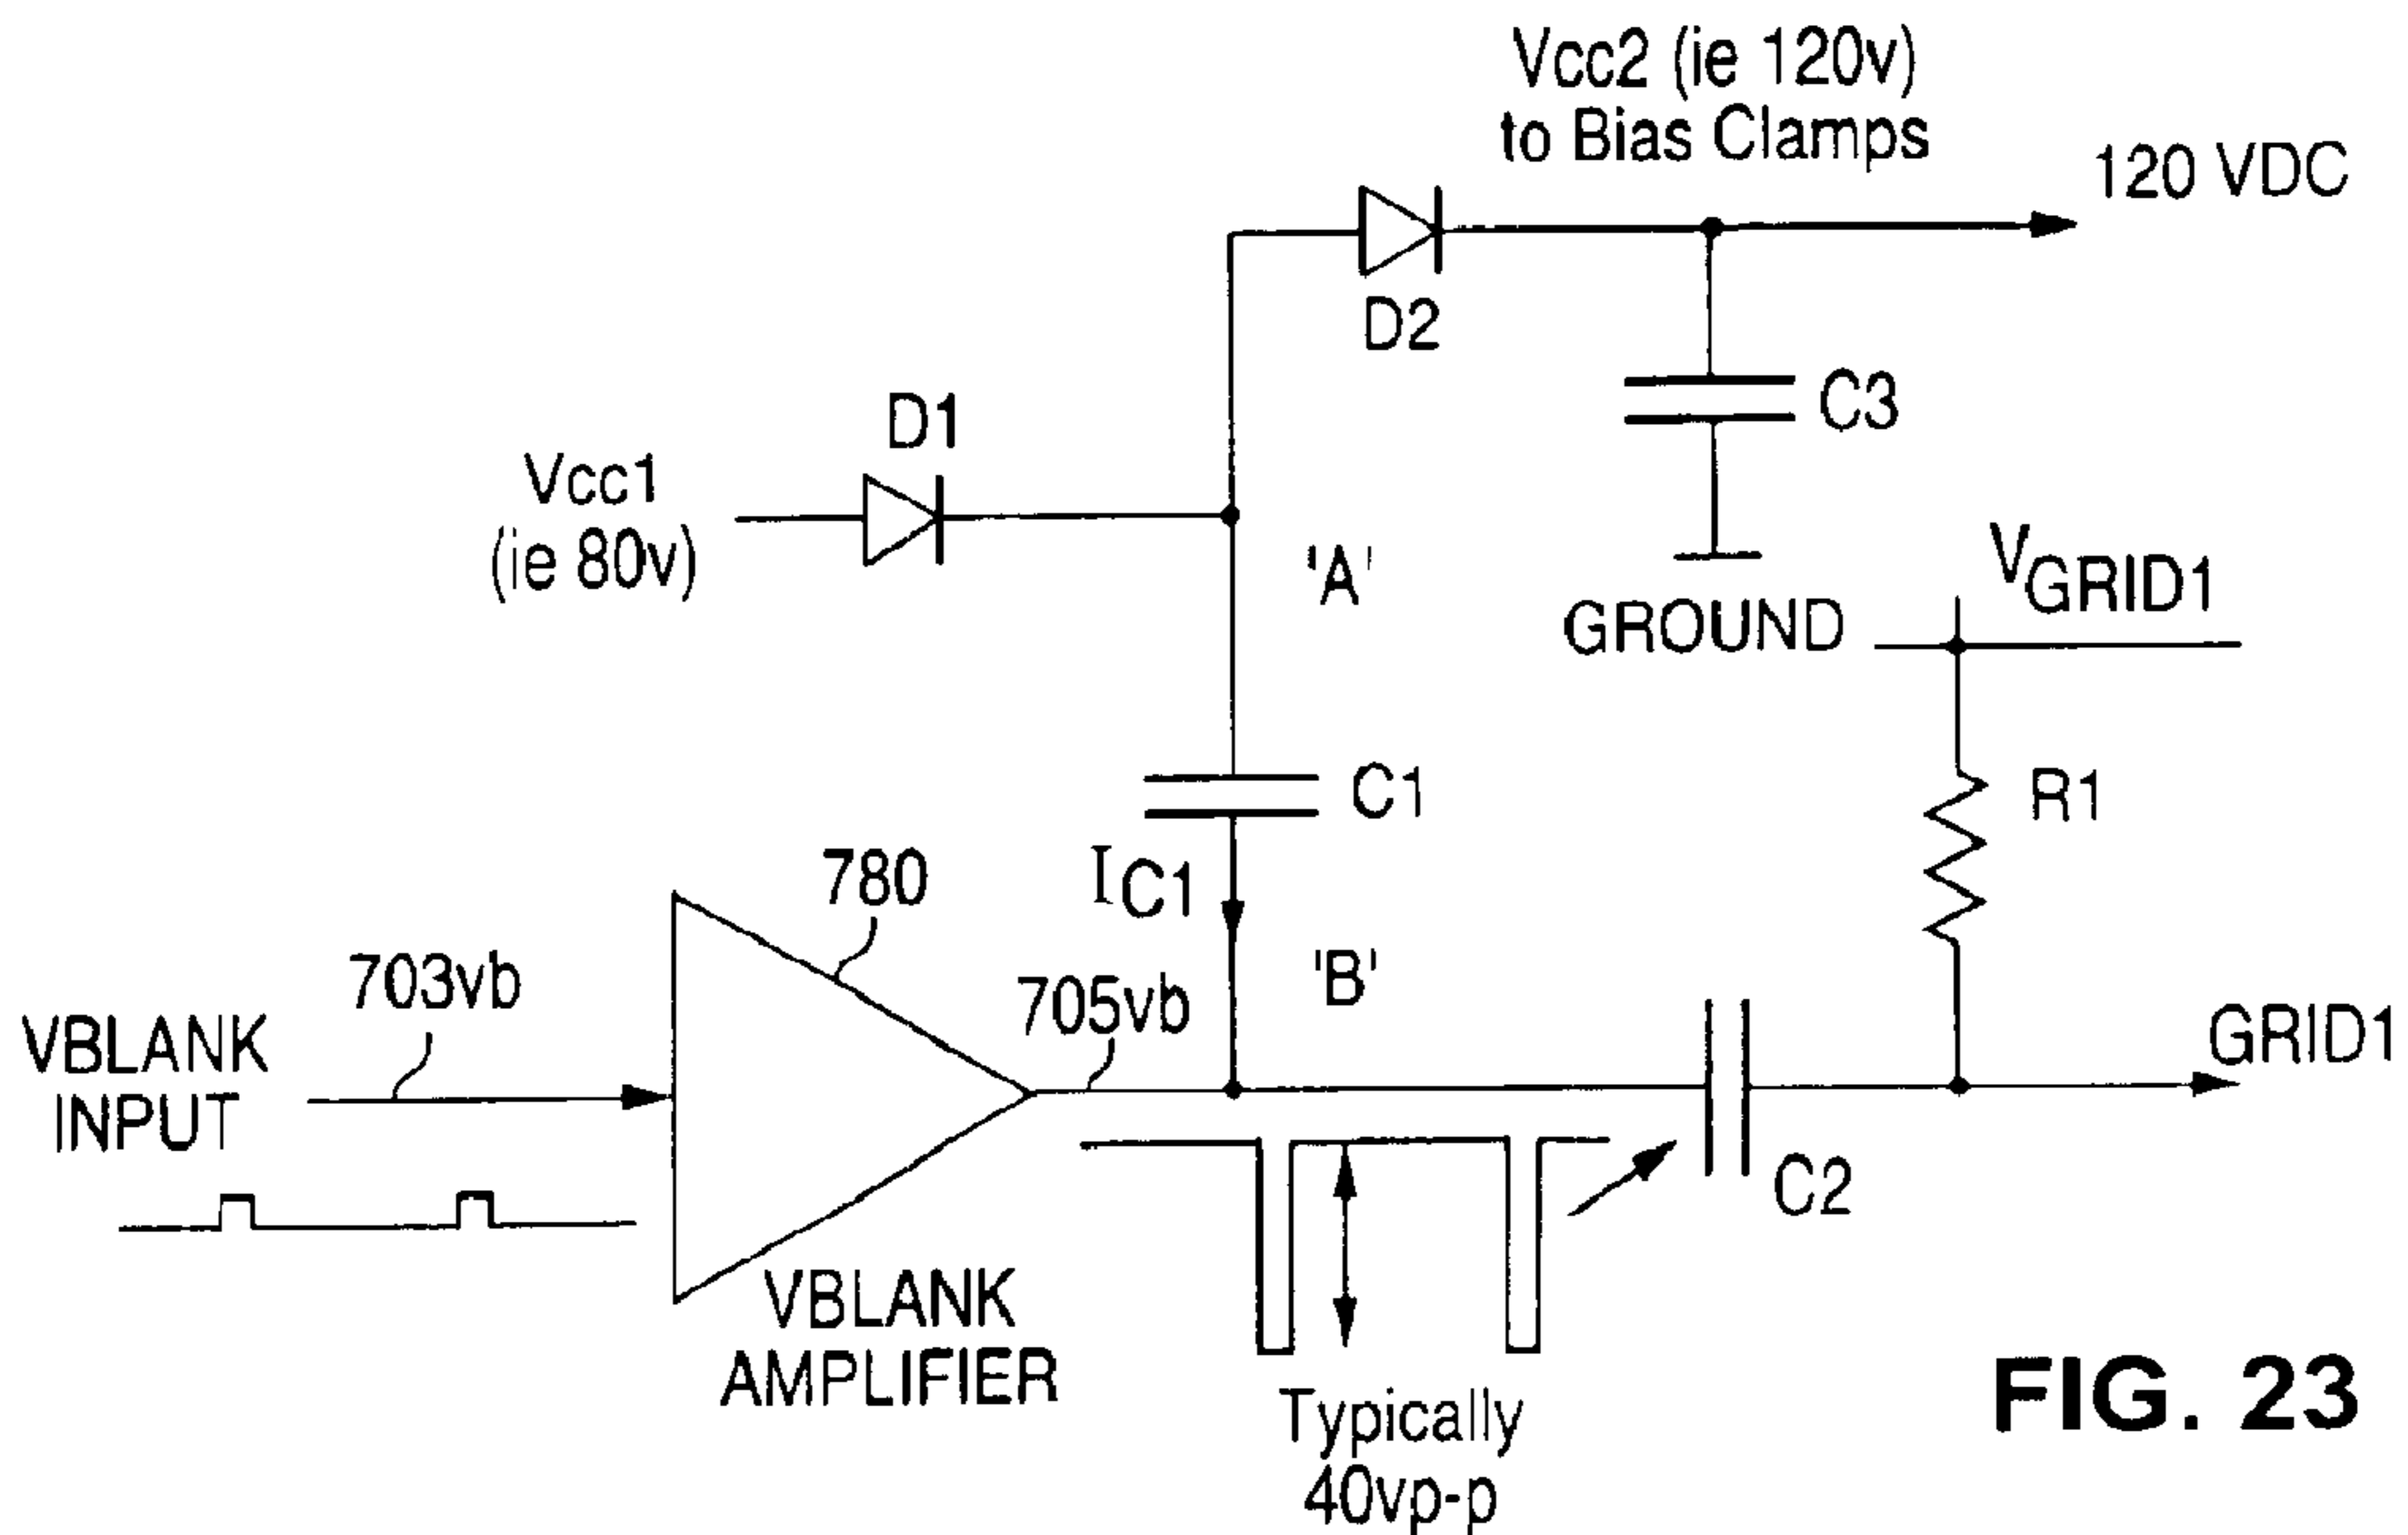 Vcc2 (ie 120v)
to Bias Clamps
120 VDC
D2
C3
D1
Vcc1
(ie 80v)
'A'
GROUND
VGRID1
C1
R1
780
IC1
'B'
703vb
705vb
VBLANK
INPUT
GRID1
C2
VBLANK
AMPLIFIER
Typically
40vp-p
FIG. 23